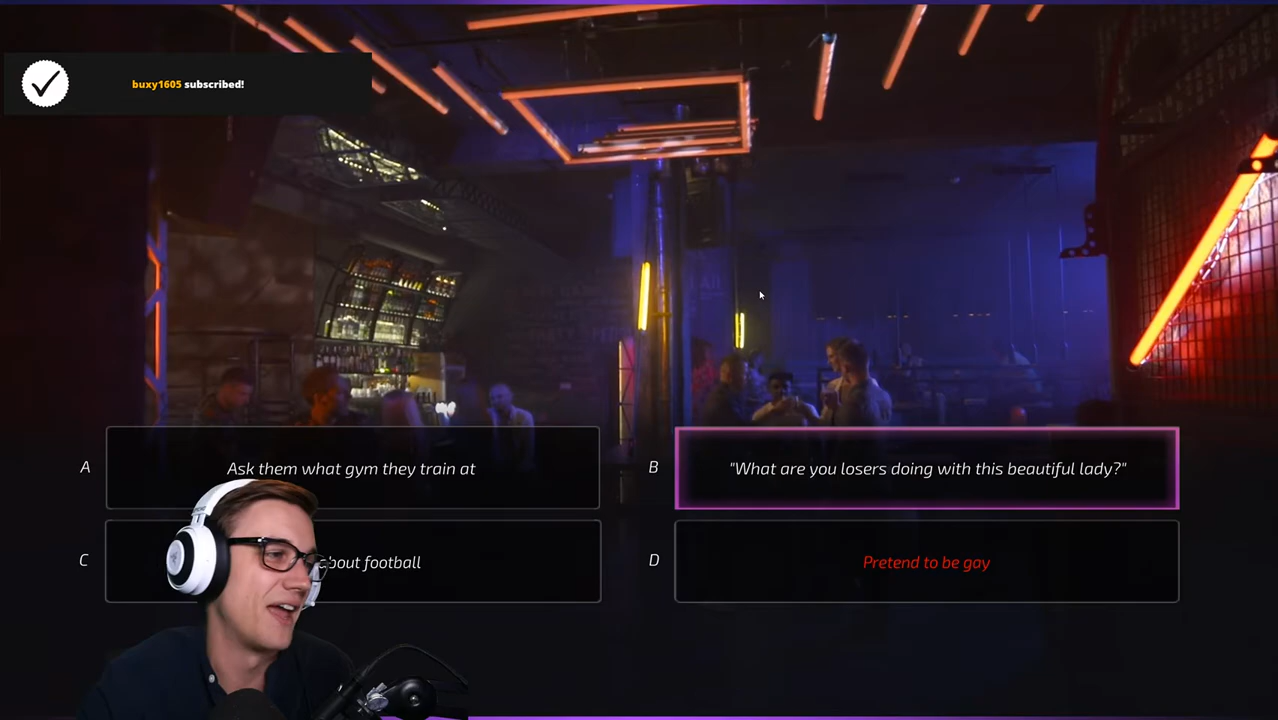 buxy1605 subscribed!
A
Ask them what gym they train at
B
"What are you losers doing with this beautiful lady?"
C
about football
D
Pretend to be gay